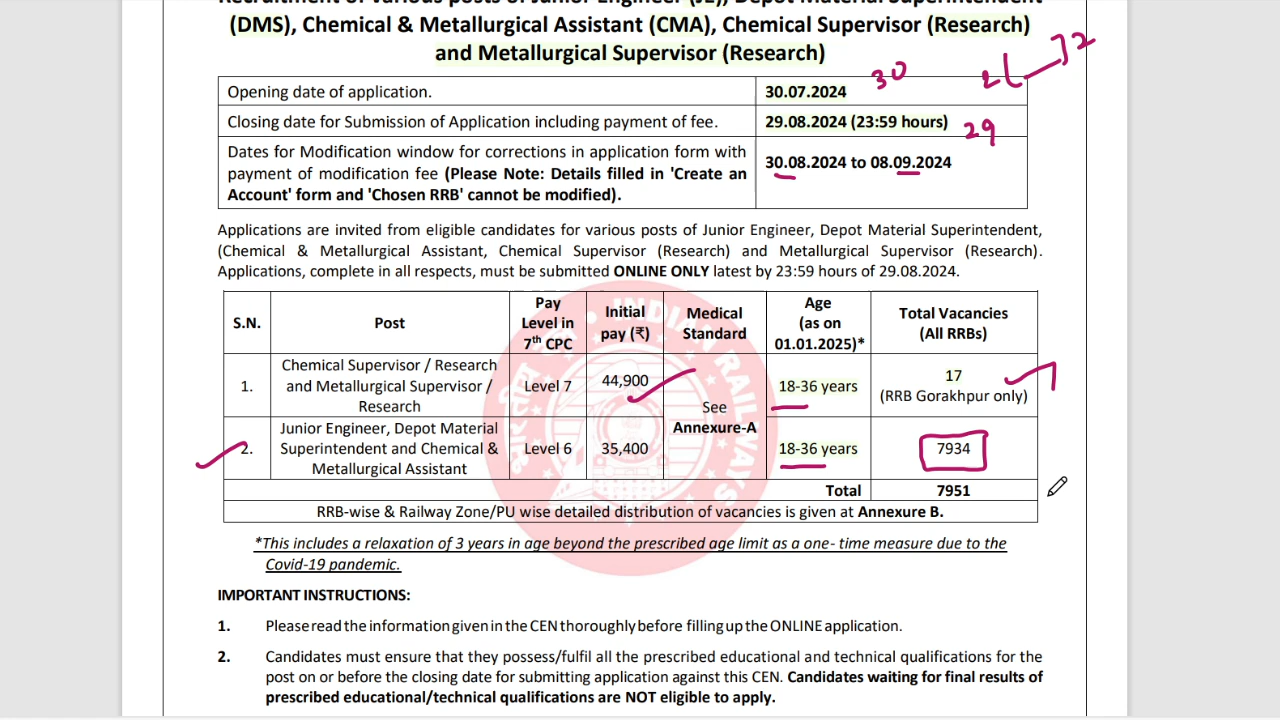 Recruitment of various posts of Junior Engineer (JE), Depot Material Superintendent
(DMS), Chemical & Metallurgical Assistant (CMA), Chemical Supervisor (Research)
and Metallurgical Supervisor (Research)
2 ( ] 2
30
Opening date of application. 30.07.2024
Closing date for Submission of Application including payment of fee. 29.08.2024 (23:59 hours) 29
Dates for Modification window for corrections in application form with
payment of modification fee (Please Note: Details filled in 'Create an
Account' form and 'Chosen RRB' cannot be modified).
30.08.2024 to 08.09.2024
Applications are invited from eligible candidates for various posts of Junior Engineer, Depot Material Superintendent,
(Chemical & Metallurgical Assistant, Chemical Supervisor (Research) and Metallurgical Supervisor (Research).
Applications, complete in all respects, must be submitted ONLINE ONLY latest by 23:59 hours of 29.08.2024.
S.N.
Post
Pay
Level in
7th CPC
Initial
pay (₹)
Medical
Standard
Age
(as on
01.01.2025)*
Total Vacancies
(All RRBs)
1.
Chemical Supervisor / Research
and Metallurgical Supervisor /
Research
Level 7
44,900
See
Annexure-A
18-36 years
17
(RRB Gorakhpur only)
2.
Junior Engineer, Depot Material
Superintendent and Chemical &
Metallurgical Assistant
Level 6
35,400
18-36 years
7934
Total 7951
RRB-wise & Railway Zone/PU wise detailed distribution of vacancies is given at Annexure B.
*This includes a relaxation of 3 years in age beyond the prescribed age limit as a one- time measure due to the
Covid-19 pandemic.
IMPORTANT INSTRUCTIONS:
1. Please read the information given in the CEN thoroughly before filling up the ONLINE application.
2. Candidates must ensure that they possess/fulfil all the prescribed educational and technical qualifications for the
post on or before the closing date for submitting application against this CEN. Candidates waiting for final results of
prescribed educational/technical qualifications are NOT eligible to apply.
INDIAN RAILWAYS